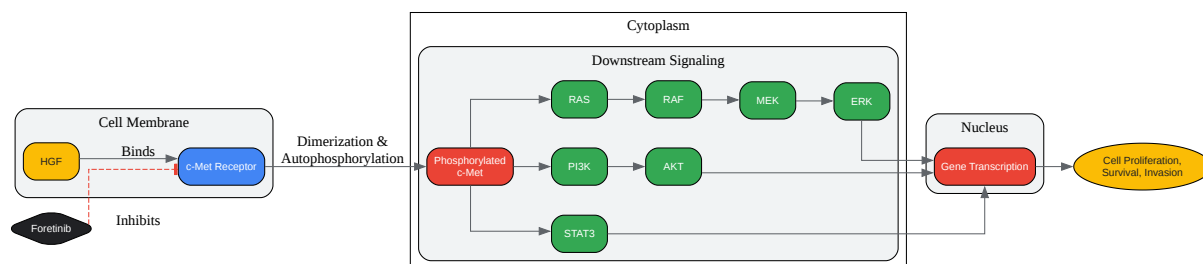 Cytoplasm
Downstream Signaling
RAS
RAF
MEK
ERK
Cell Membrane
HGF
Binds
c-Met Receptor
Dimerization &
Autophosphorylation
Phosphorylated
c-Met
PI3K
AKT
Nucleus
Gene Transcription
Cell Proliferation,
Survival, Invasion
Foretinib
Inhibits
STAT3